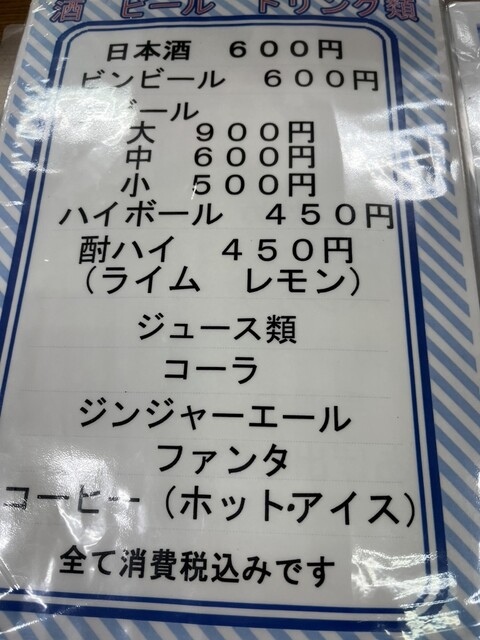 酒　ビール　ドリンク類
日本酒　６００円
ビンビール　６００円
生ビール
大　９００円
中　６００円
小　５００円
ハイボール　４５０円
酎ハイ　４５０円
（ライム　レモン）
ジュース類
コーラ
ジンジャーエール
ファンタ
コーヒー（ホット・アイス）
全て消費税込みです